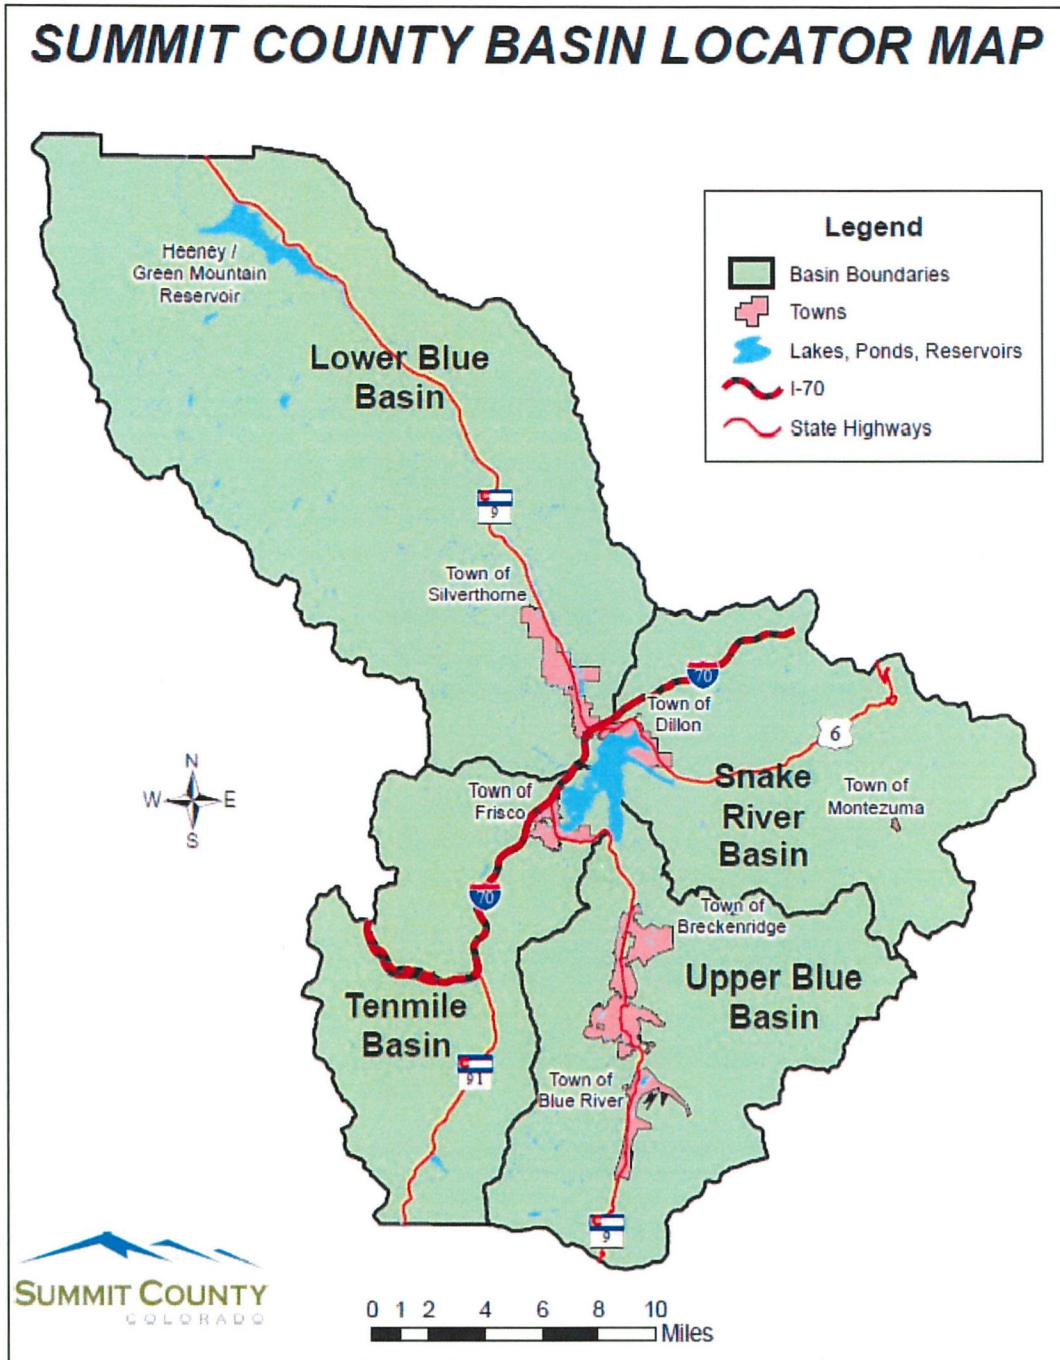 SUMMIT COUNTY BASIN LOCATOR MAP
Legend
Basin Boundaries
Towns
Lakes, Ponds, Reservoirs
I-70
State Highways
Heeney /
Green Mountain
Reservoir
Lower Blue
Basin
9
Town of
Silverthorne
70
Town of
Dillon
6
N
W E
S
Town of
Frisco
Snake
River
Basin
Town of
Montezuma
70
Town of
Breckenridge
Upper Blue
Basin
Tenmile
Basin
91
Town of
Blue River
9
SUMMIT COUNTY
COLORADO
0 1 2 4 6 8 10
Miles